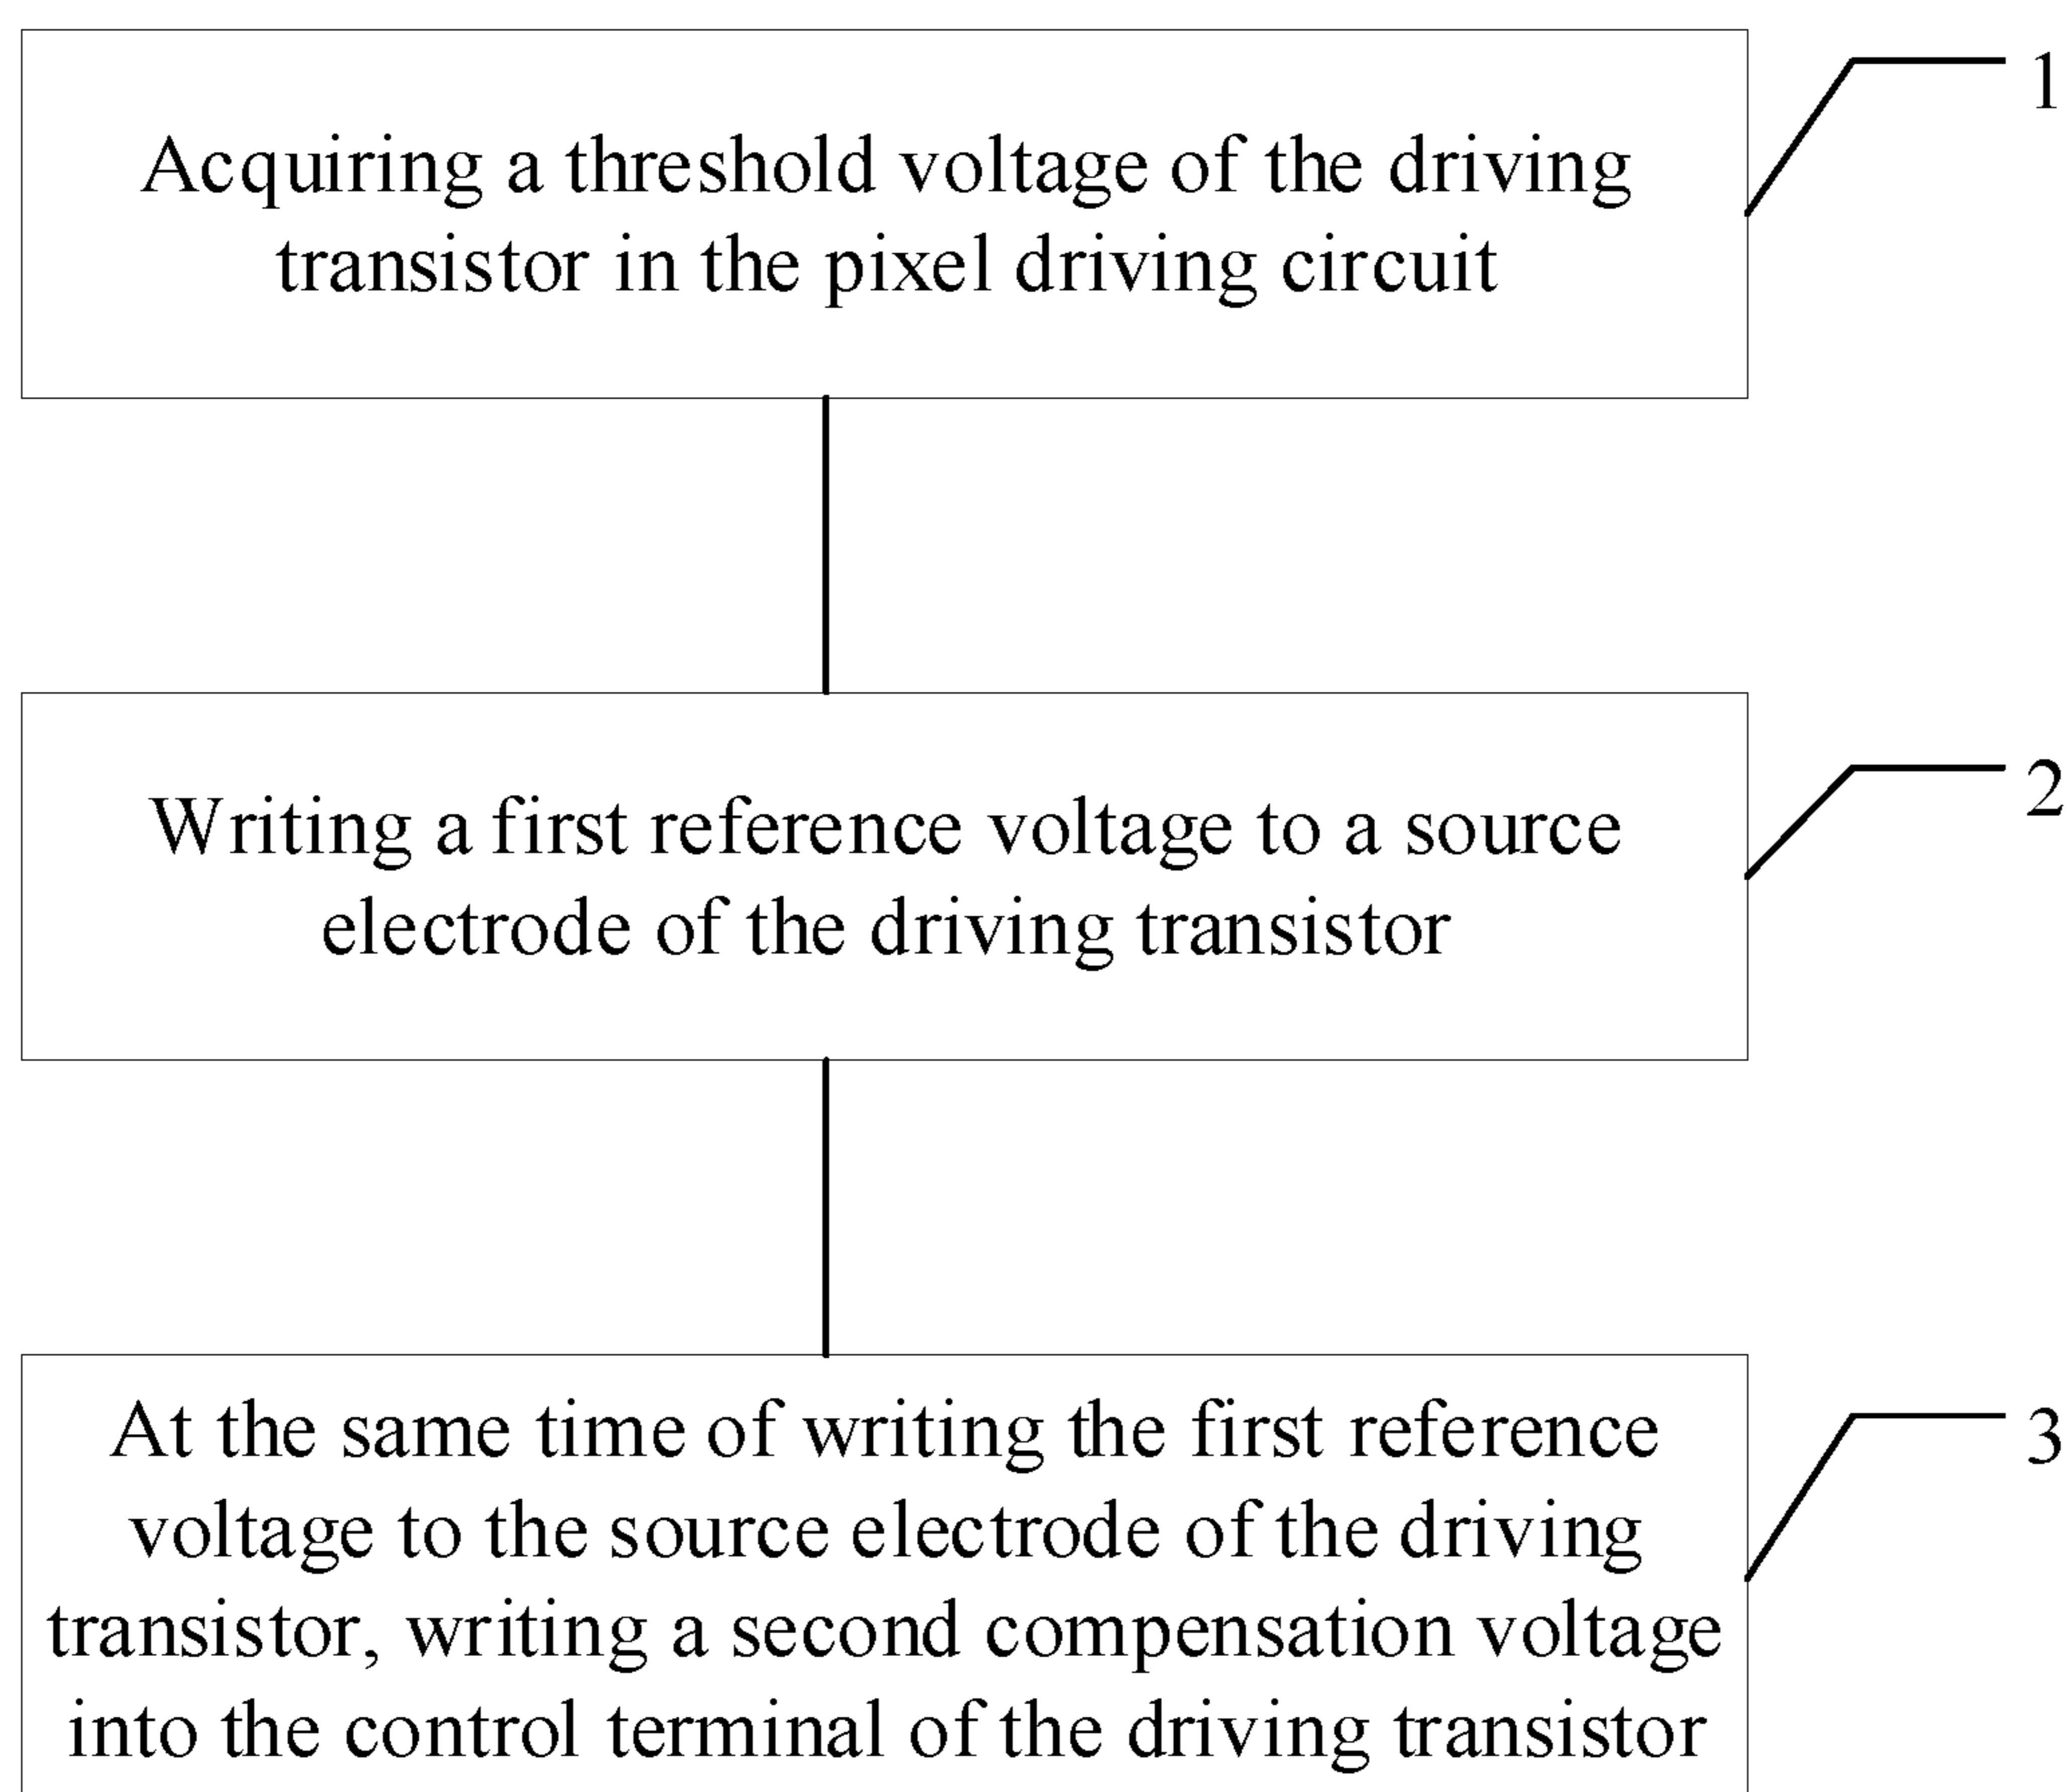 1
Acquiring a threshold voltage of the driving
transistor in the pixel driving circuit
2
Writing a first reference voltage to a source
electrode of the driving transistor
3
At the same time of writing the first reference
voltage to the source electrode of the driving
transistor, writing a second compensation voltage
into the control terminal of the driving transistor